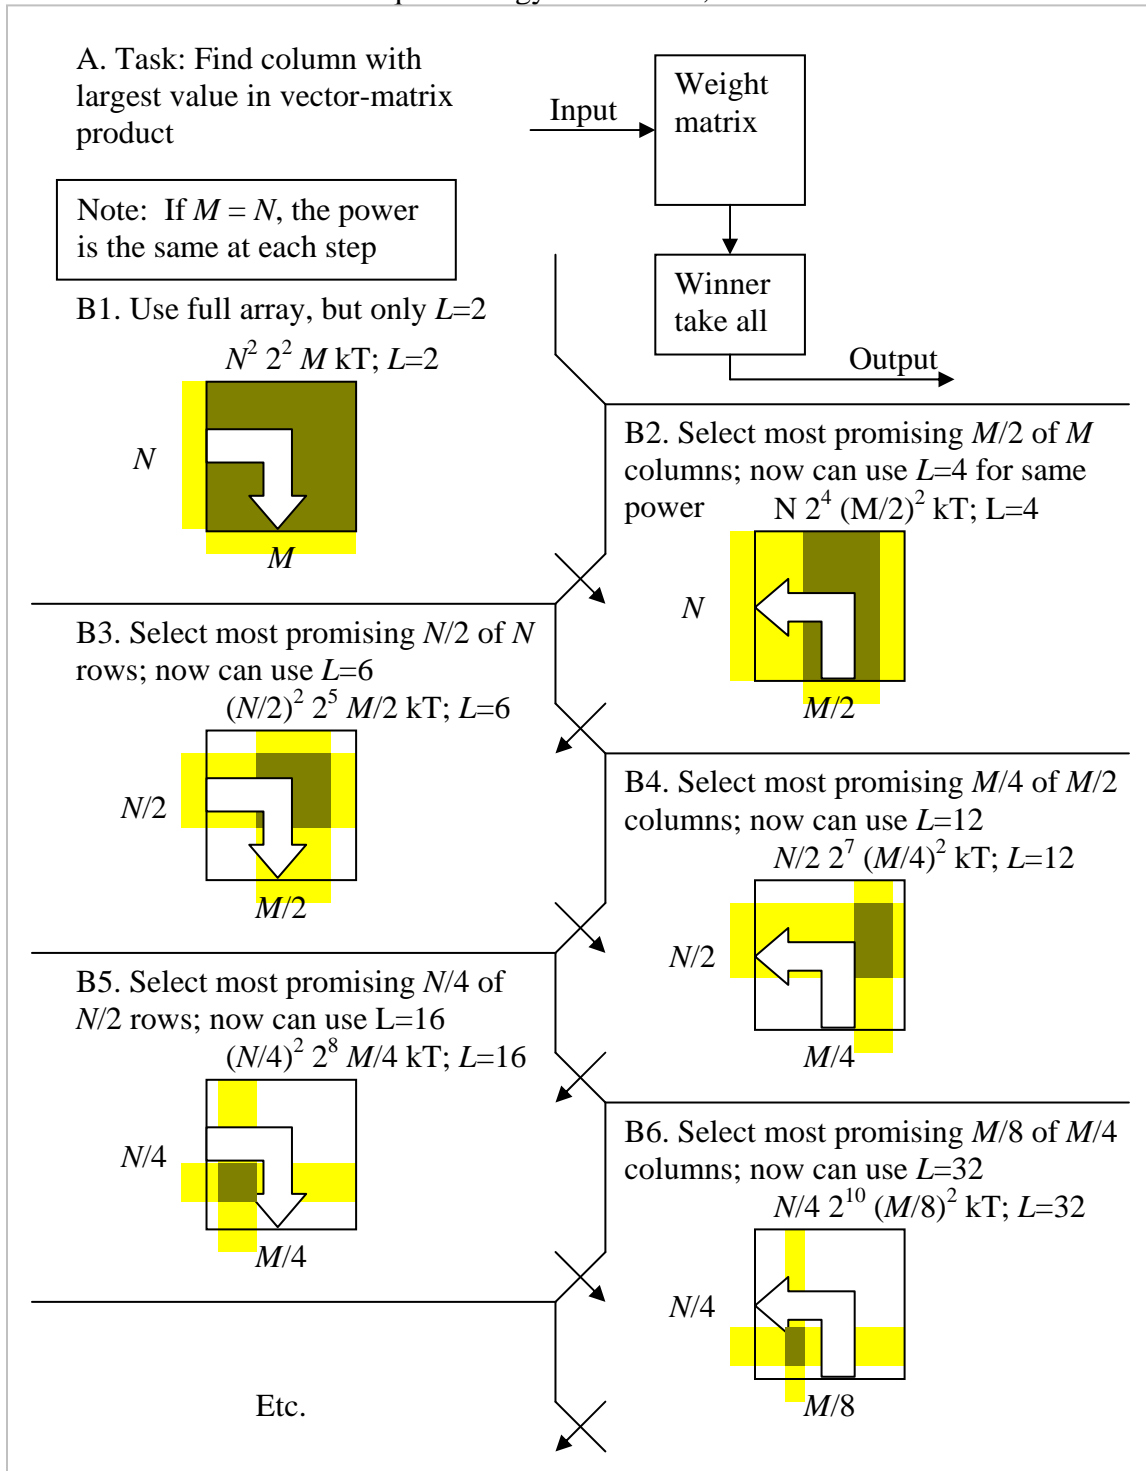 A. Task: Find column with
largest value in vector-matrix
product
Input
Weight
matrix
Note:  If M = N, the power
is the same at each step
Winner
take all
Output
B1. Use full array, but only L=2
N² 2² M kT; L=2
N
M
B2. Select most promising M/2 of M
columns; now can use L=4 for same
power
N 2⁴ (M/2)² kT; L=4
N
M/2
B3. Select most promising N/2 of N
rows; now can use L=6
(N/2)² 2⁵ M/2 kT; L=6
N/2
M/2
B4. Select most promising M/4 of M/2
columns; now can use L=12
N/2 2⁷ (M/4)² kT; L=12
N/2
M/4
B5. Select most promising N/4 of
N/2 rows; now can use L=16
(N/4)² 2⁸ M/4 kT; L=16
N/4
M/4
B6. Select most promising M/8 of M/4
columns; now can use L=32
N/4 2¹⁰ (M/8)² kT; L=32
N/4
M/8
Etc.